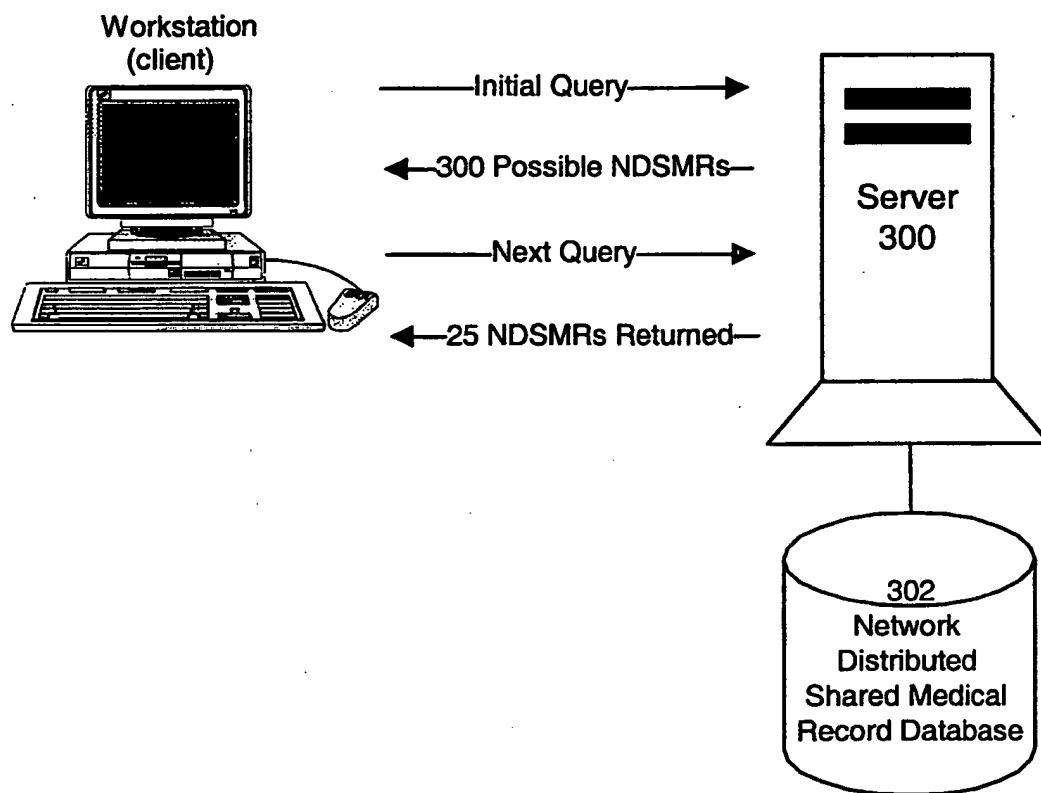 Workstation
(client)
Initial Query
300 Possible NDSMRs
Next Query
25 NDSMRs Returned
Server
300
302
Network
Distributed
Shared Medical
Record Database